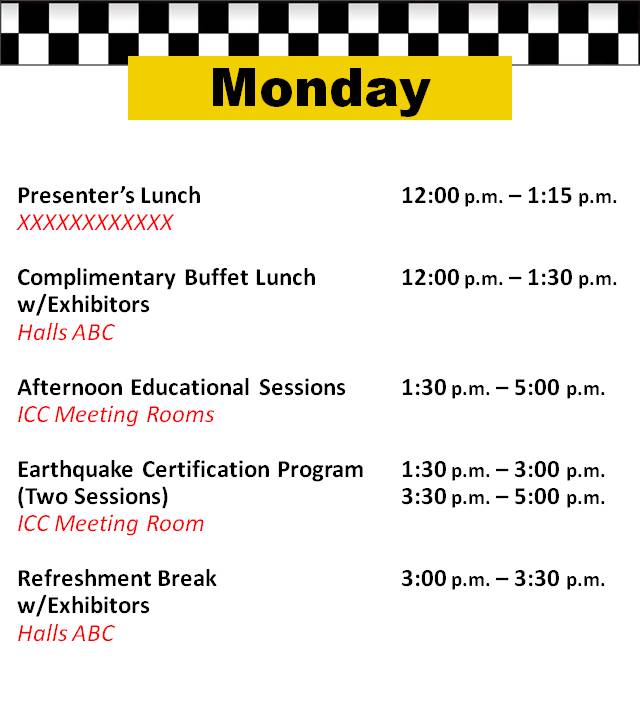 Monday
Presenter’s Lunch 12:00 p.m. – 1:15 p.m.
XXXXXXXXXXXX
Complimentary Buffet Lunch 12:00 p.m. – 1:30 p.m.
w/Exhibitors
Halls ABC
Afternoon Educational Sessions 1:30 p.m. – 5:00 p.m.
ICC Meeting Rooms
Earthquake Certification Program 1:30 p.m. – 3:00 p.m.
(Two Sessions) 3:30 p.m. – 5:00 p.m.
ICC Meeting Room
Refreshment Break 3:00 p.m. – 3:30 p.m.
w/Exhibitors
Halls ABC